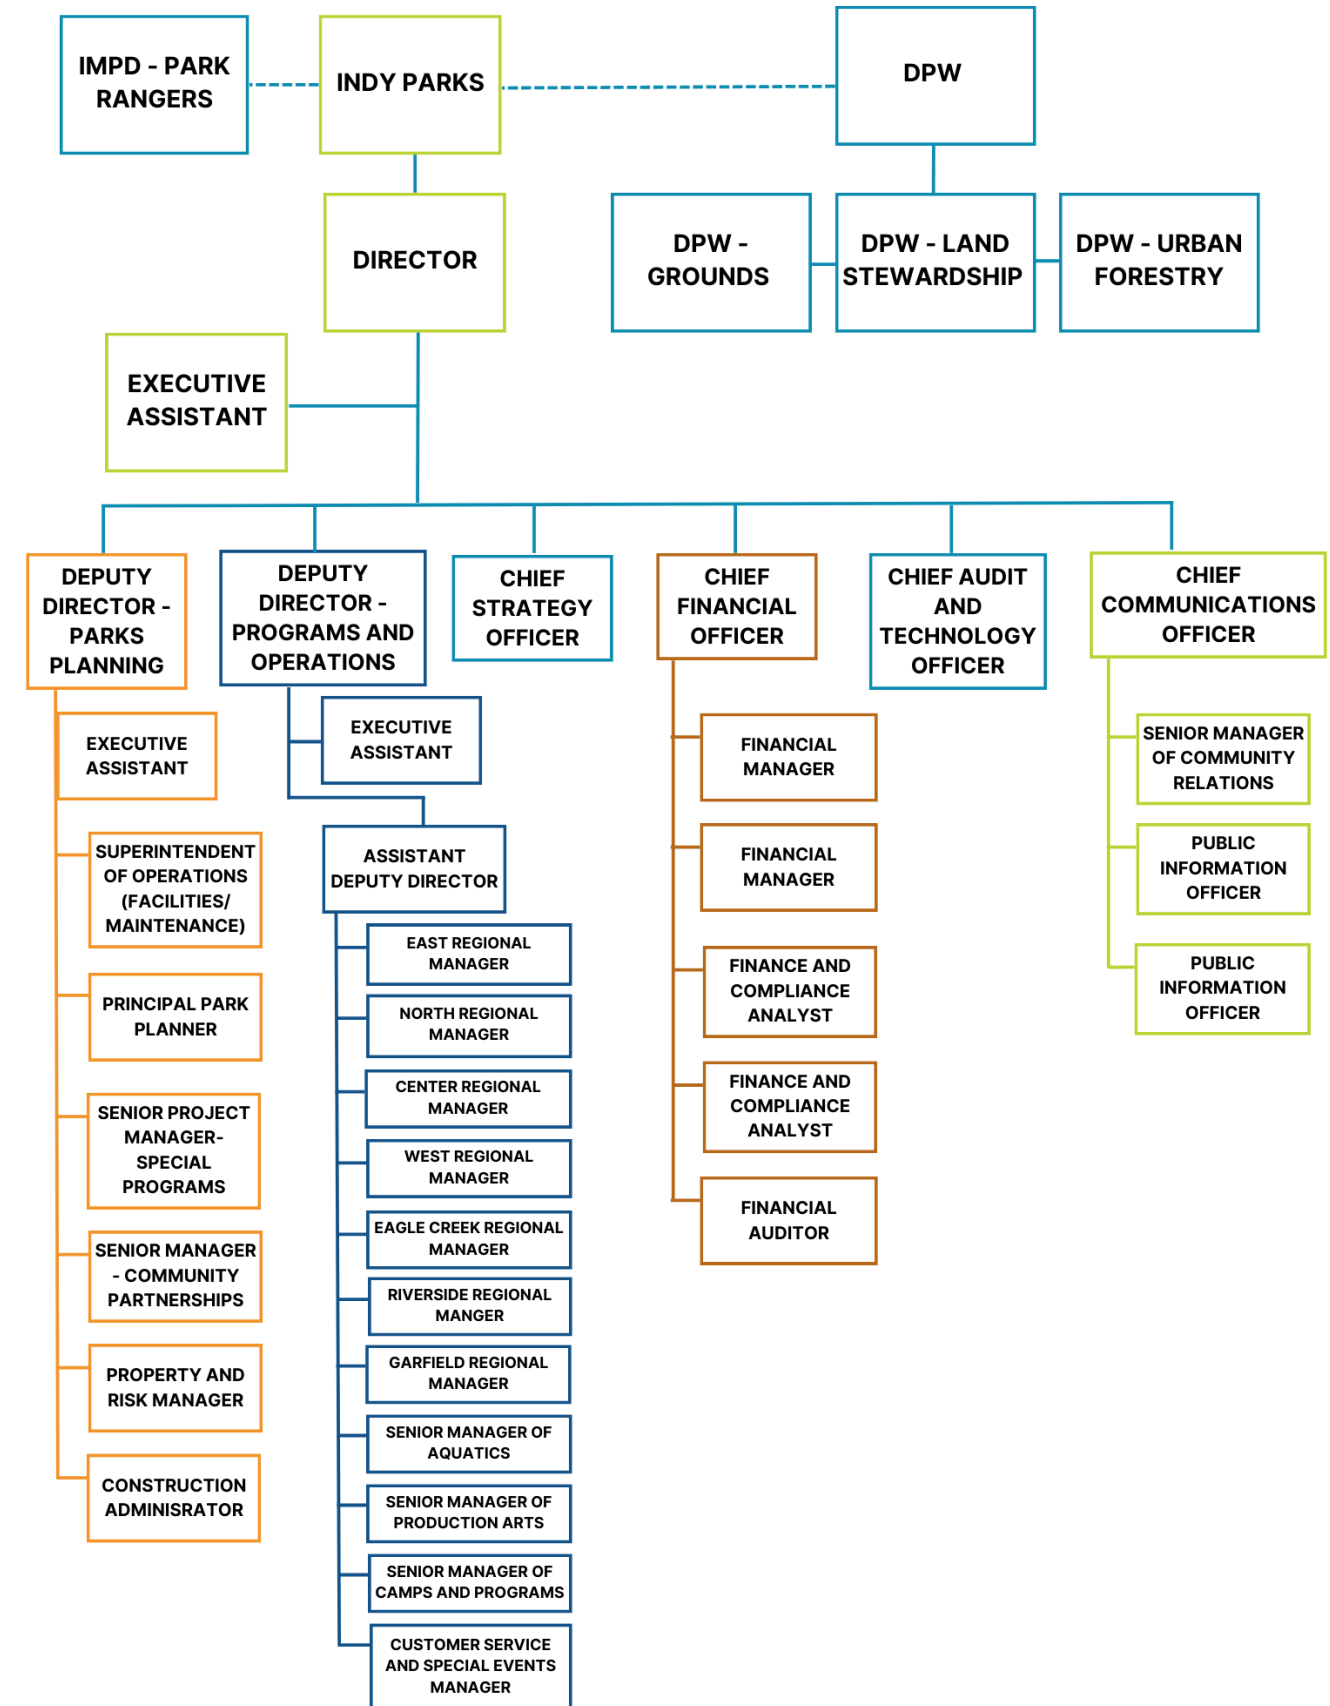 IMPD - PARK
RANGERS
INDY PARKS
DPW
DIRECTOR
DPW -
GROUNDS
DPW - LAND
STEWARDSHIP
DPW - URBAN
FORESTRY
EXECUTIVE
ASSISTANT
DEPUTY
DIRECTOR -
PARKS
PLANNING
DEPUTY
DIRECTOR -
PROGRAMS AND
OPERATIONS
CHIEF
STRATEGY
OFFICER
CHIEF
FINANCIAL
OFFICER
CHIEF AUDIT
AND
TECHNOLOGY
OFFICER
CHIEF
COMMUNICATIONS
OFFICER
EXECUTIVE
ASSISTANT
SUPERINTENDENT
OF OPERATIONS
(FACILITIES/
MAINTENANCE)
PRINCIPAL PARK
PLANNER
SENIOR PROJECT
MANAGER-
SPECIAL
PROGRAMS
SENIOR MANAGER
- COMMUNITY
PARTNERSHIPS
PROPERTY AND
RISK MANAGER
CONSTRUCTION
ADMINISRATOR
EXECUTIVE
ASSISTANT
ASSISTANT
DEPUTY DIRECTOR
EAST REGIONAL
MANAGER
NORTH REGIONAL
MANAGER
CENTER REGIONAL
MANAGER
WEST REGIONAL
MANAGER
EAGLE CREEK REGIONAL
MANAGER
RIVERSIDE REGIONAL
MANGER
GARFIELD REGIONAL
MANAGER
SENIOR MANAGER OF
AQUATICS
SENIOR MANAGER OF
PRODUCTION ARTS
SENIOR MANAGER OF
CAMPS AND PROGRAMS
CUSTOMER SERVICE
AND SPECIAL EVENTS
MANAGER
FINANCIAL
MANAGER
FINANCIAL
MANAGER
FINANCE AND
COMPLIANCE
ANALYST
FINANCE AND
COMPLIANCE
ANALYST
FINANCIAL
AUDITOR
SENIOR MANAGER
OF COMMUNITY
RELATIONS
PUBLIC
INFORMATION
OFFICER
PUBLIC
INFORMATION
OFFICER